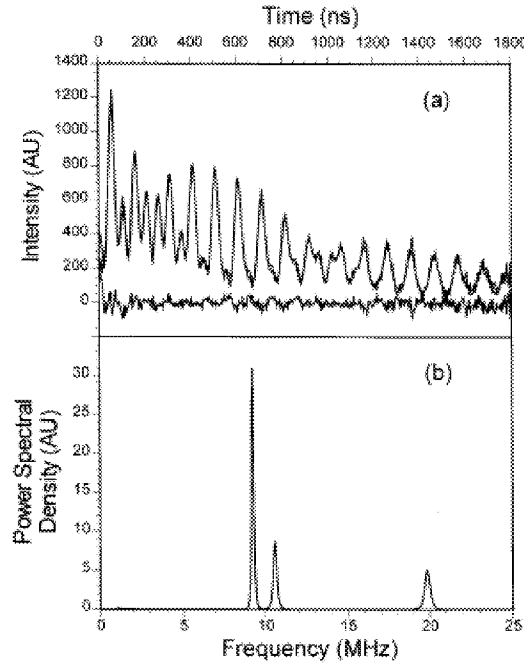 Time (ns)
0 200 400 600 800 1000 1200 1400 1600 1800
1400
1200
1000
800
600
400
200
0
Intensity (AU)
(a)
30
25
20
15
10
5
0
Power Spectral
Density (AU)
(b)
0 5 10 15 20 25
Frequency (MHz)